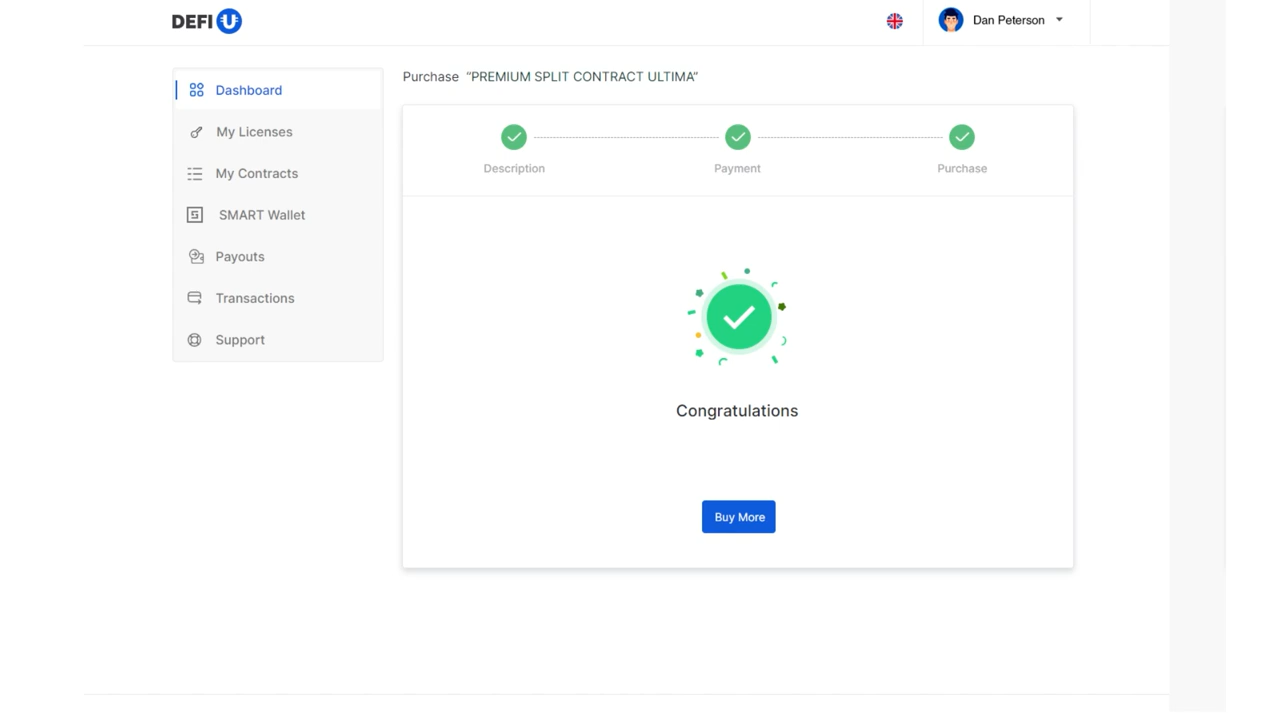 DEFI U
Dan Peterson
Dashboard
My Licenses
My Contracts
SMART Wallet
Payouts
Transactions
Support
Purchase “PREMIUM SPLIT CONTRACT ULTIMA”
Description
Payment
Purchase
Congratulations
Buy More